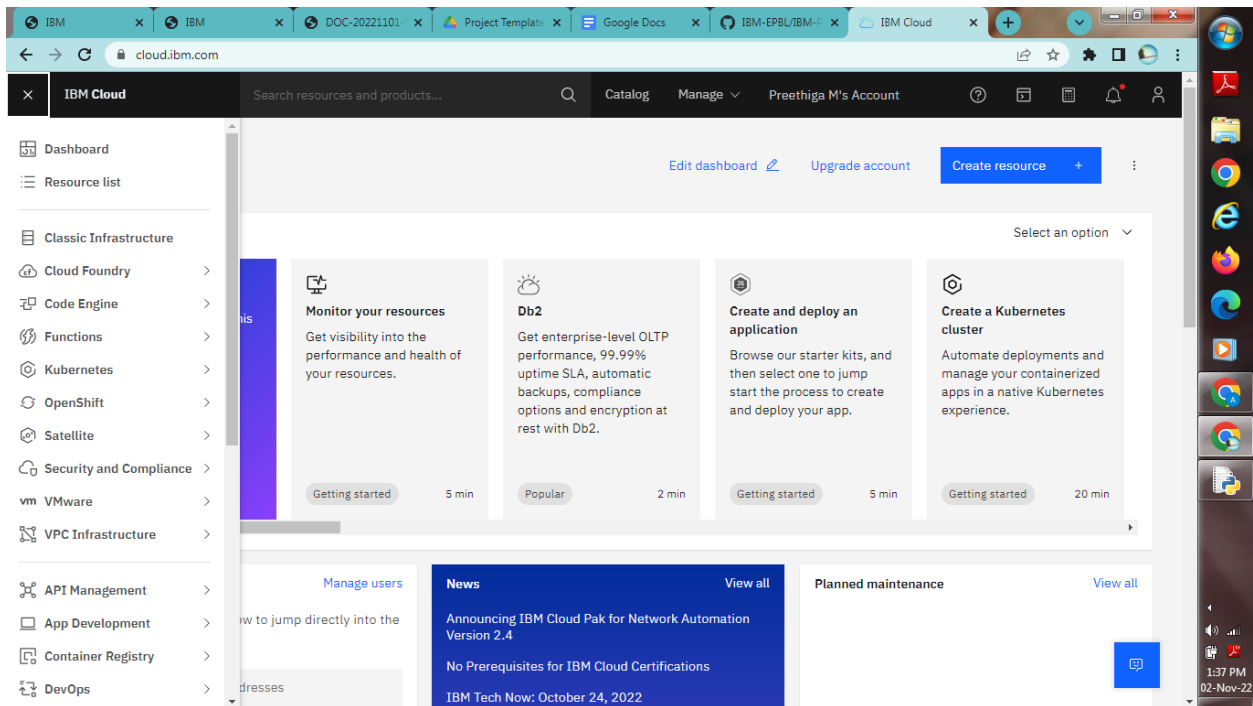 IBM
IBM
DOC-20221101-
Project Template
Google Docs
IBM-EPBL/IBM-P
IBM Cloud
cloud.ibm.com
IBM Cloud
Search resources and products...
Catalog
Manage
Preethiga M's Account
Dashboard
Resource list
Classic Infrastructure
Cloud Foundry
Code Engine
Functions
Kubernetes
OpenShift
Satellite
Security and Compliance
vm VMware
VPC Infrastructure
API Management
App Development
Container Registry
DevOps
Edit dashboard
Upgrade account
Create resource +
Select an option
his
Monitor your resources
Get visibility into the
performance and health of
your resources.
Getting started
5 min
Db2
Get enterprise-level OLTP
performance, 99.99%
uptime SLA, automatic
backups, compliance
options and encryption at
rest with Db2.
Popular
2 min
Create and deploy an
application
Browse our starter kits, and
then select one to jump
start the process to create
and deploy your app.
Getting started
5 min
Create a Kubernetes
cluster
Automate deployments and
manage your containerized
apps in a native Kubernetes
experience.
Getting started
20 min
Manage users
ow to jump directly into the
dresses
News
View all
Announcing IBM Cloud Pak for Network Automation
Version 2.4
No Prerequisites for IBM Cloud Certifications
IBM Tech Now: October 24, 2022
Planned maintenance
View all
1:37 PM
02-Nov-22